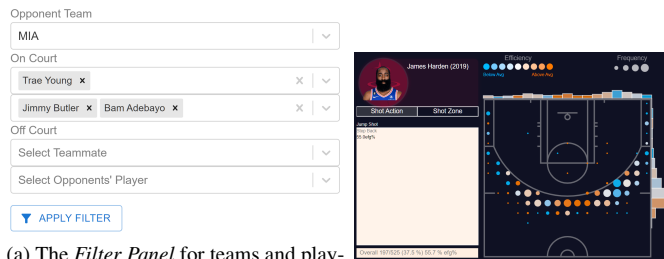 Opponent Team
MIA
On Court
Trae Young ×
Jimmy Butler × Bam Adebayo ×
Off Court
Select Teammate
Select Opponents' Player
APPLY FILTER
(a) The Filter Panel for teams and play-
James Harden (2019)
Shot Action Shot Zone
Jump Shot
Step Back
55.0efg%
Overall 197/525 (37.5 %) 55.7 % efg%
Efficiency
Below Avg Above Avg
Frequency